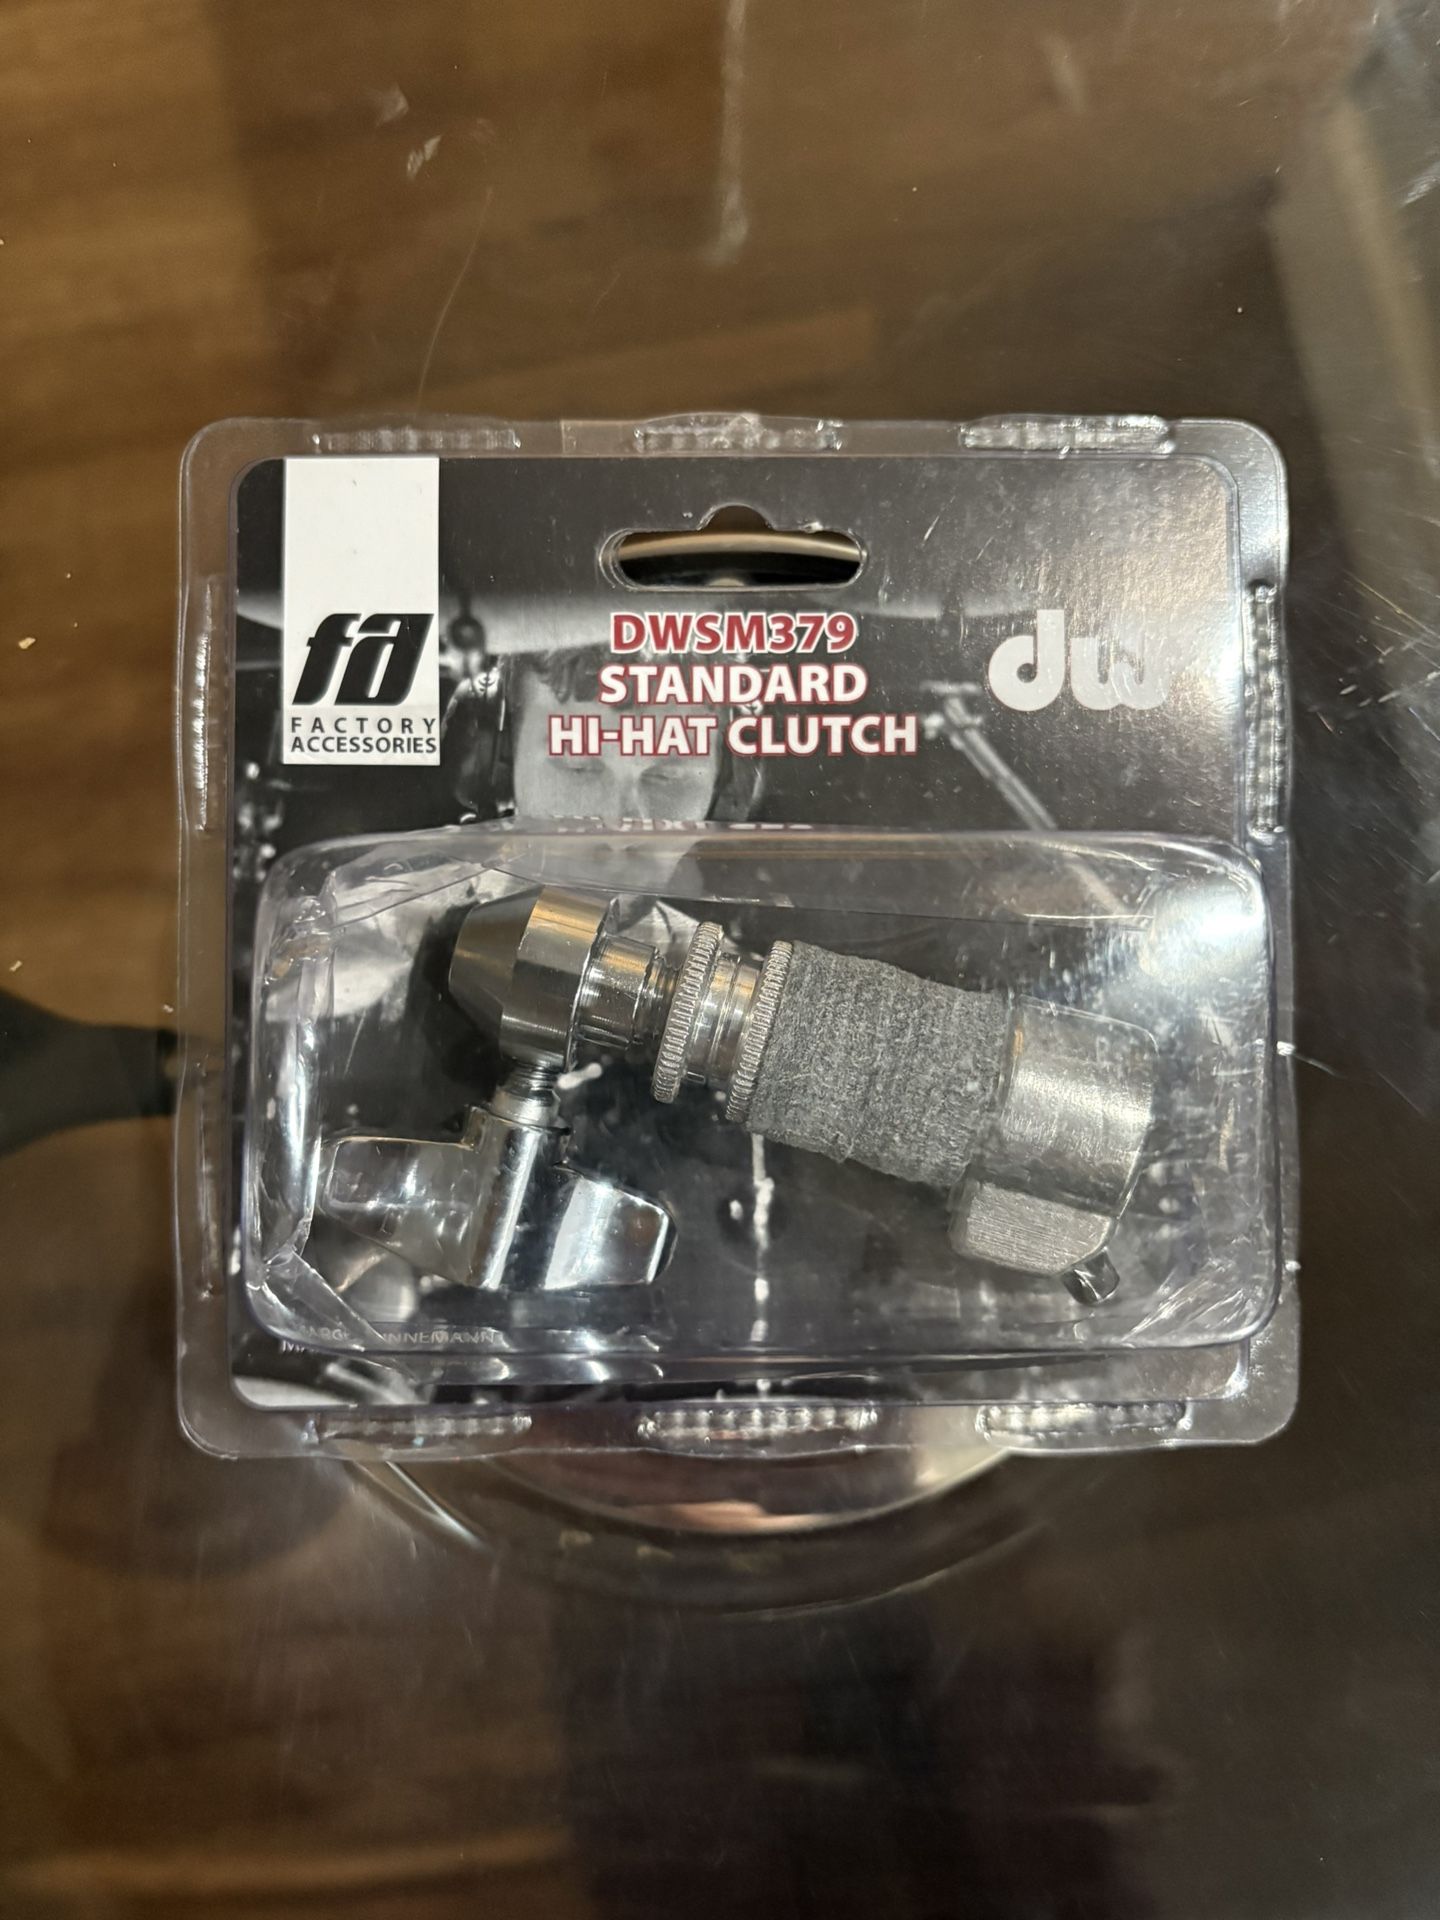 fa
FACTORY
ACCESSORIES
DWSM379
STANDARD
HI-HAT CLUTCH
dw